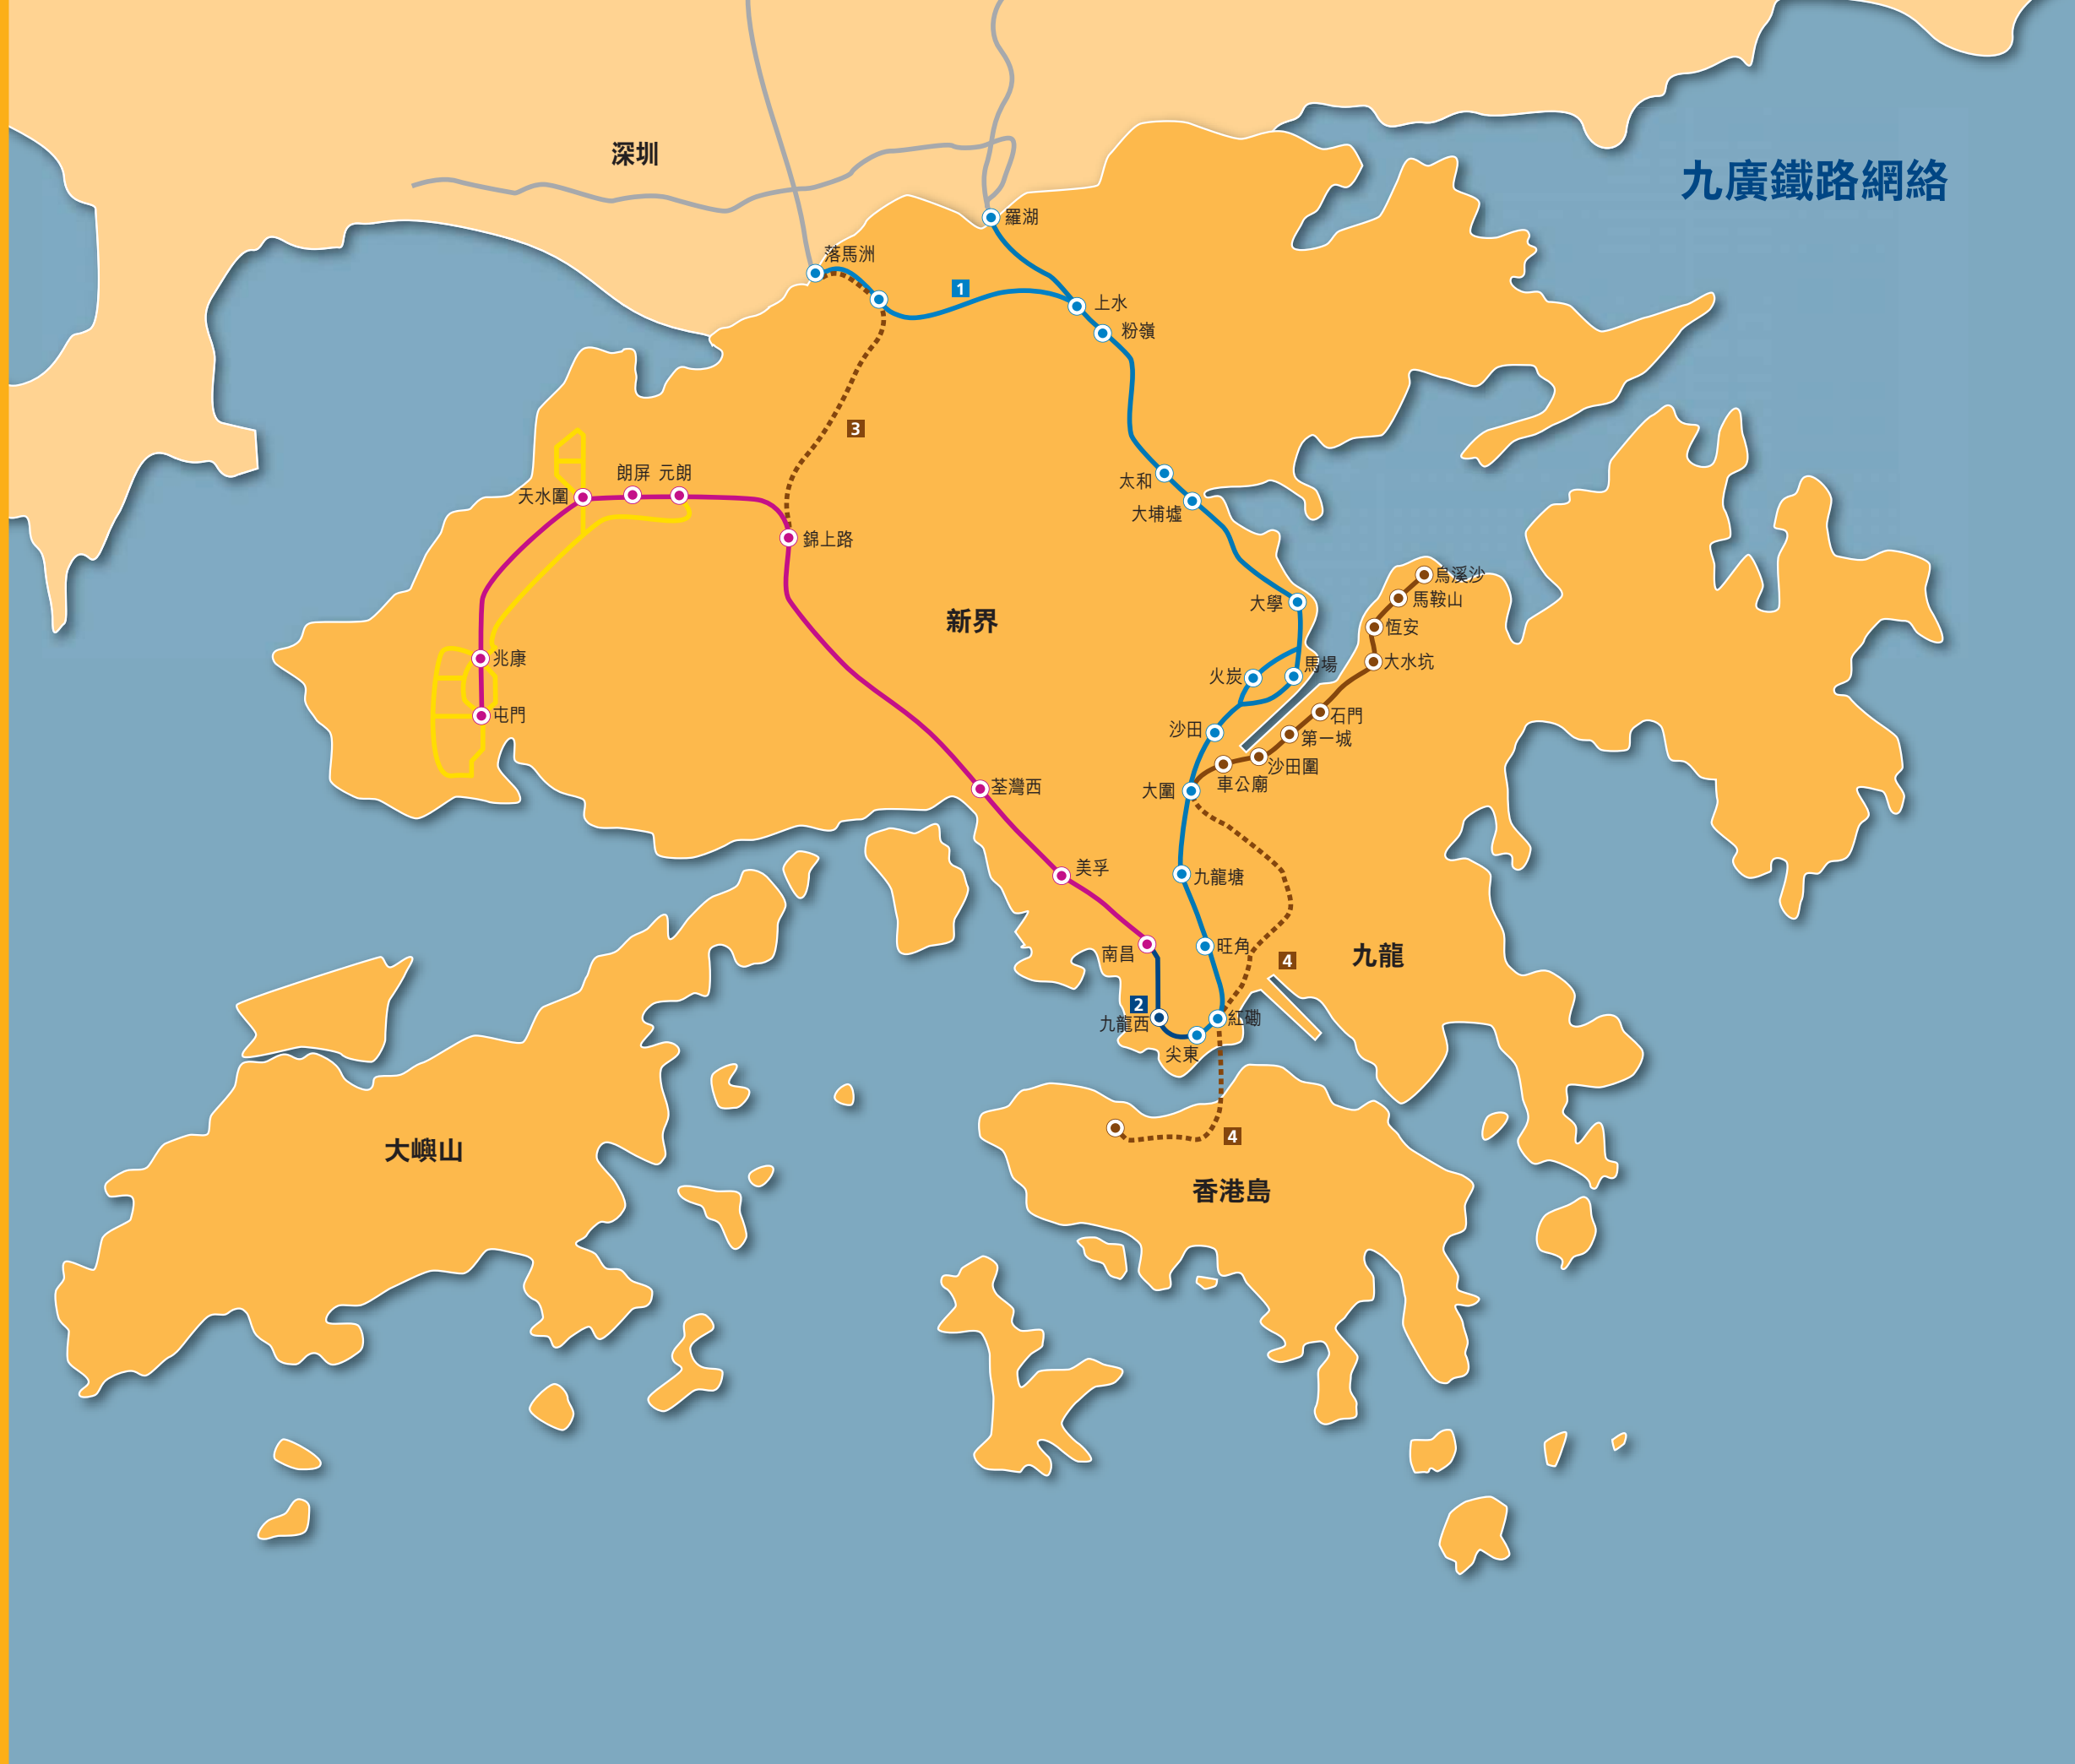 九廣鐵路網絡
深圳
羅湖
落馬洲
1
上水
粉嶺
3
朗屏
元朗
天水圍
太和
大埔墟
錦上路
烏溪沙
馬鞍山
大學
新界
恆安
兆康
大水坑
馬場
火炭
屯門
石門
沙田
第一城
沙田圍
車公廟
荃灣西
大圍
美孚
九龍塘
旺角
南昌
九龍
4
2
九龍西
紅磡
尖東
4
大嶼山
香港島